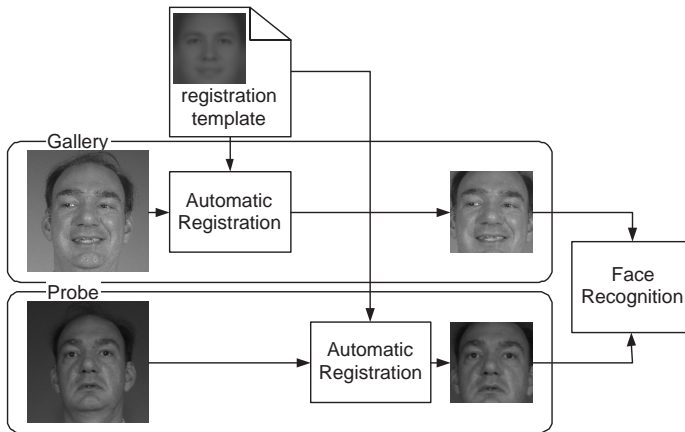 registration
template
Gallery
Automatic
Registration
Face
Recognition
Probe
Automatic
Registration